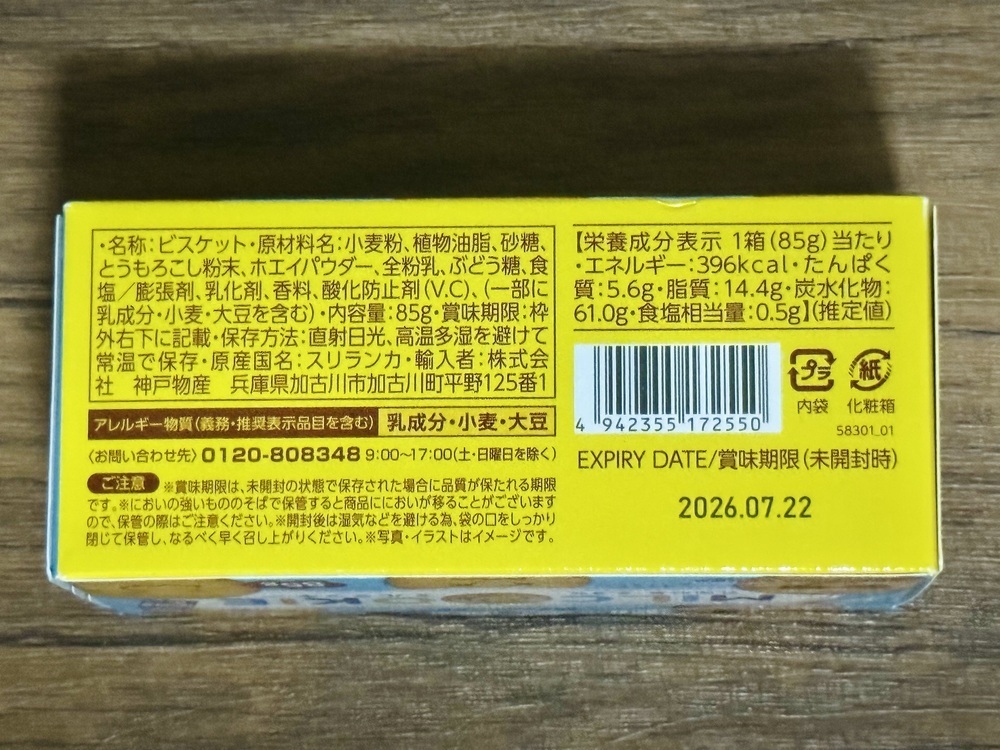 ・名称：ビスケット・原材料名：小麦粉、植物油脂、砂糖、
とうもろこし粉末、ホエイパウダー、全粉乳、ぶどう糖、食
塩／膨張剤、乳化剤、香料、酸化防止剤（V.C）、（一部に
乳成分・小麦・大豆を含む）・内容量：85g・賞味期限：枠
外右下に記載・保存方法：直射日光、高温多湿を避けて
常温で保存・原産国名：スリランカ・輸入者：株式会
社　神戸物産　兵庫県加古川市加古川町平野125番1
アレルギー物質（義務・推奨表示品目を含む） 乳成分・小麦・大豆
〈お問い合わせ先〉0120-808348 9:00〜17:00（土・日曜日を除く）
ご注意 ※賞味期限は、未開封の状態で保存された場合に品質が保たれる期限
です。※においの強いもののそばで保管すると商品ににおいが移ることがございます
ので、保管の際はご注意ください。※開封後は湿気などを避ける為、袋の口をしっかり
閉じて保管し、なるべく早く召し上がりください。※写真・イラストはイメージです。
【栄養成分表示 1箱（85g）当たり
・エネルギー：396kcal・たんぱく
質：5.6g・脂質：14.4g・炭水化物：
61.0g・食塩相当量：0.5g】（推定値）
4 942355 172550
プラ 紙
内袋 化粧箱
58301_01
EXPIRY DATE/賞味期限（未開封時）
2026.07.22